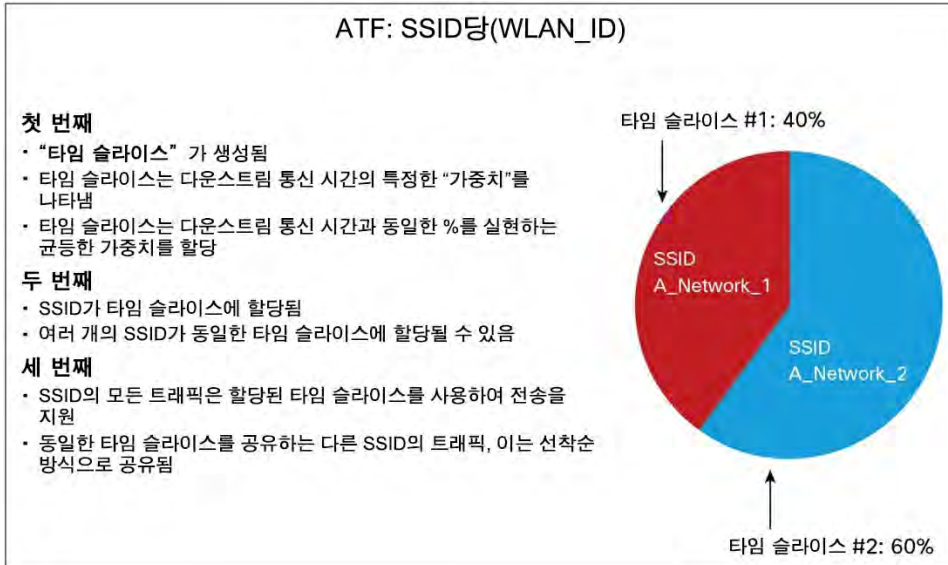 ATF: SSID당(WLAN_ID)
첫 번째
· “타임 슬라이스” 가 생성됨
· 타임 슬라이스는 다운스트림 통신 시간의 특정한 “가중치”를
나타냄
· 타임 슬라이스는 다운스트림 통신 시간과 동일한 %를 실현하는
균등한 가중치를 할당
두 번째
· SSID가 타임 슬라이스에 할당됨
· 여러 개의 SSID가 동일한 타임 슬라이스에 할당될 수 있음
세 번째
· SSID의 모든 트래픽은 할당된 타임 슬라이스를 사용하여 전송을
지원
· 동일한 타임 슬라이스를 공유하는 다른 SSID의 트래픽, 이는 선착순
방식으로 공유됨
타임 슬라이스 #1: 40%
SSID
A_Network_1
SSID
A_Network_2
타임 슬라이스 #2: 60%